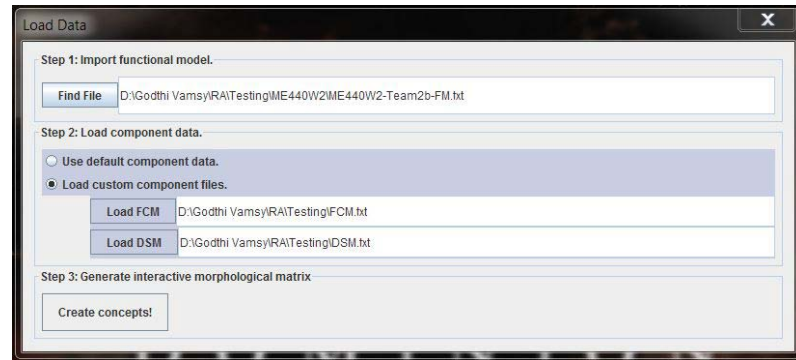 Load Data
X
Step 1: Import functional model.
Find File D:\Godthi Vamsy\RA\Testing\ME440W2\ME440W2-Team2b-FM.txt
Step 2: Load component data.
Use default component data.
Load custom component files.
Load FCM D:\Godthi Vamsy\RA\Testing\FCM.txt
Load DSM D:\Godthi Vamsy\RA\Testing\DSM.txt
Step 3: Generate interactive morphological matrix
Create concepts!